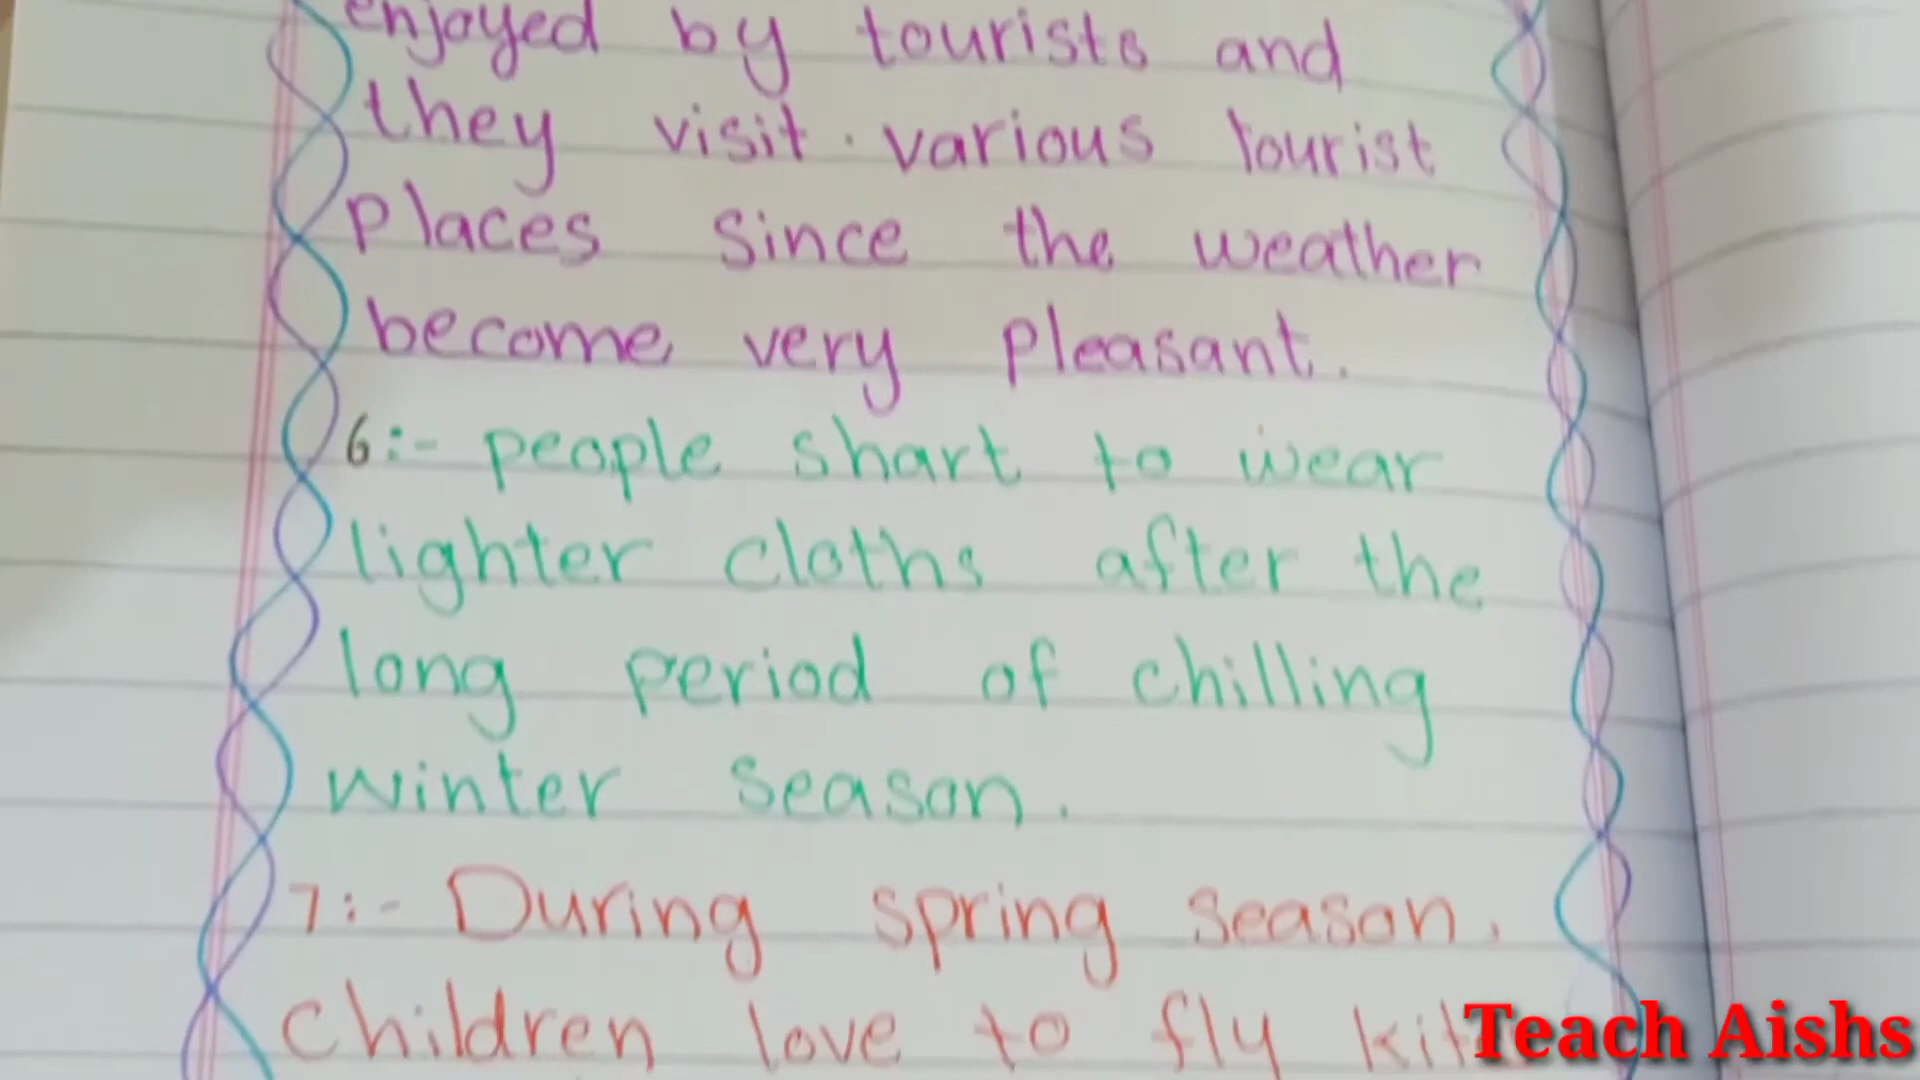 enjoyed by tourists and
they visit . various tourist
places since the weather
become very pleasant.
6:- people shart to wear
lighter cloths after the
long period of chilling
winter season.
7:- During spring season.
children love to fly
Teach Aishs